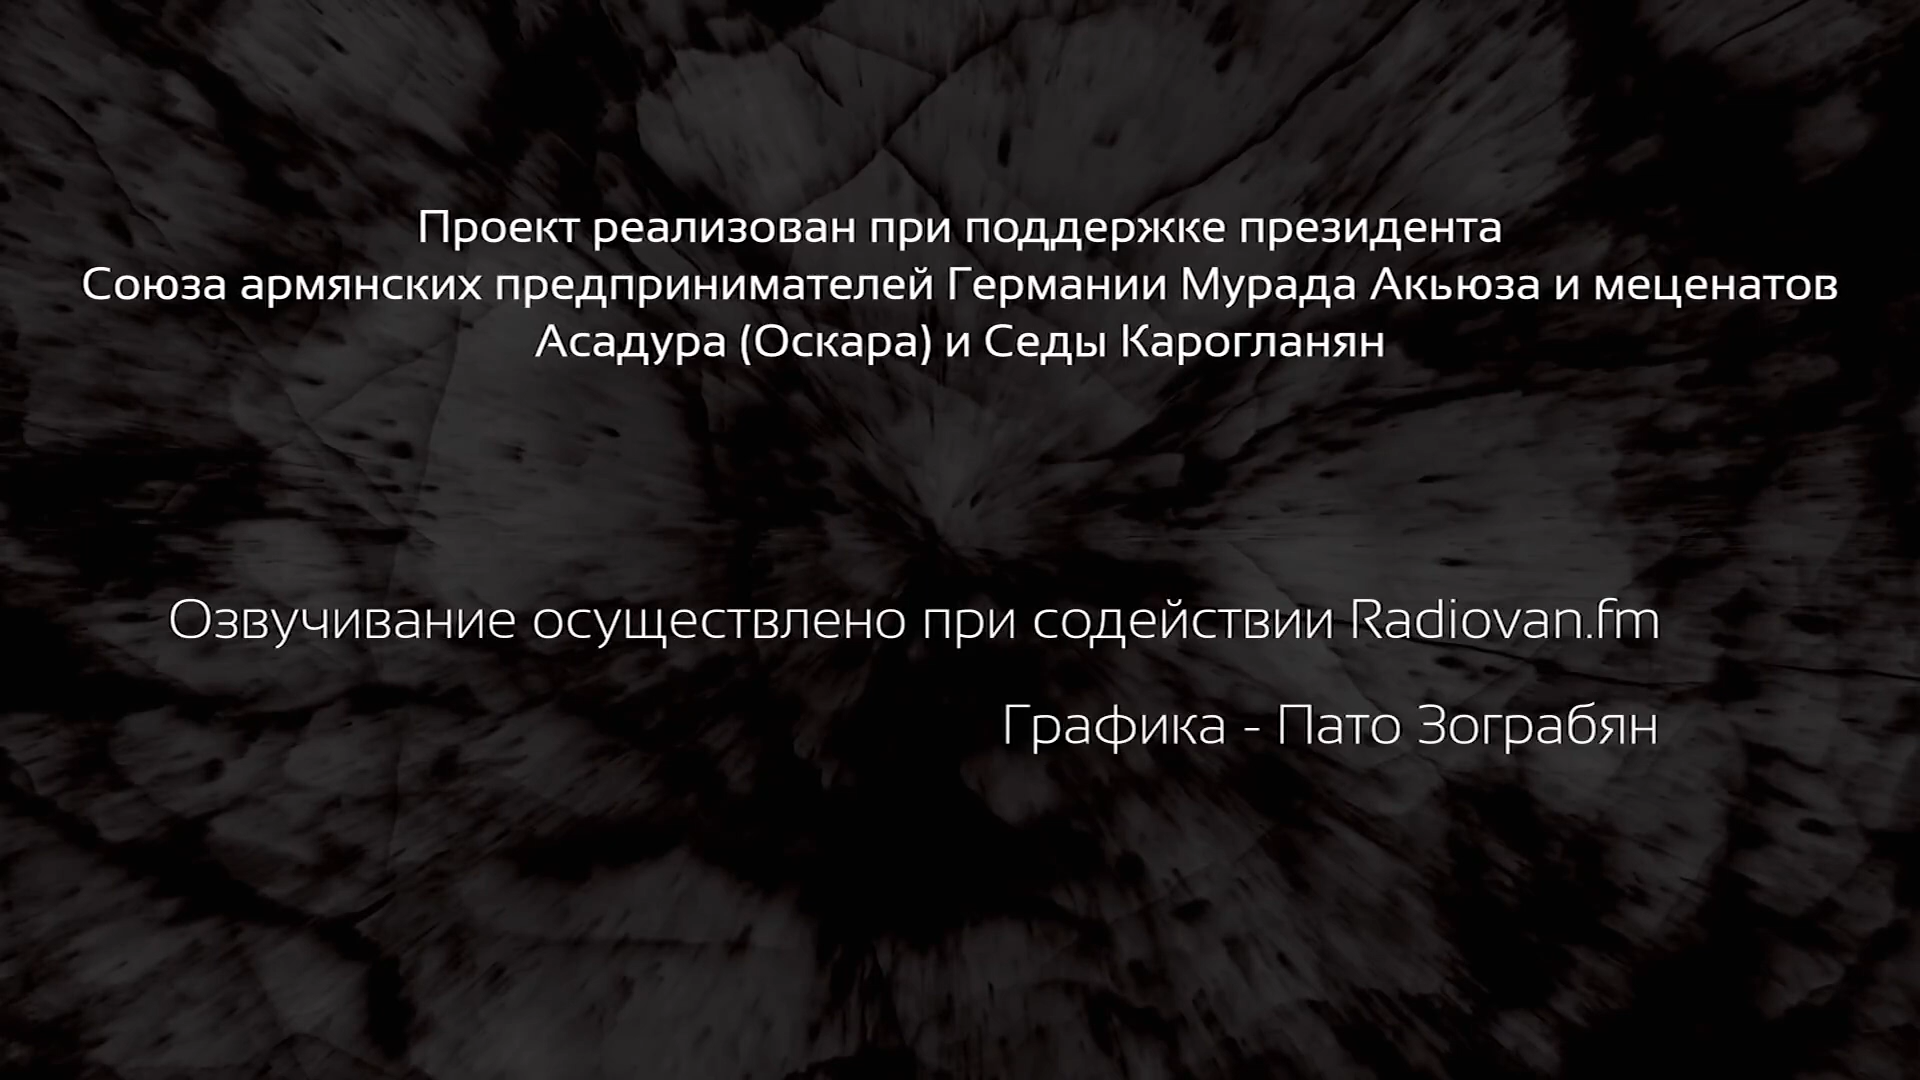 Проект реализован при поддержке президента
Союза армянских предпринимателей Германии Мурада Акьюза и меценатов
Асадура (Оскара) и Седы Карогланян
Озвучивание осуществлено при содействии Radiovan.fm
Графика - Пато Зограбян